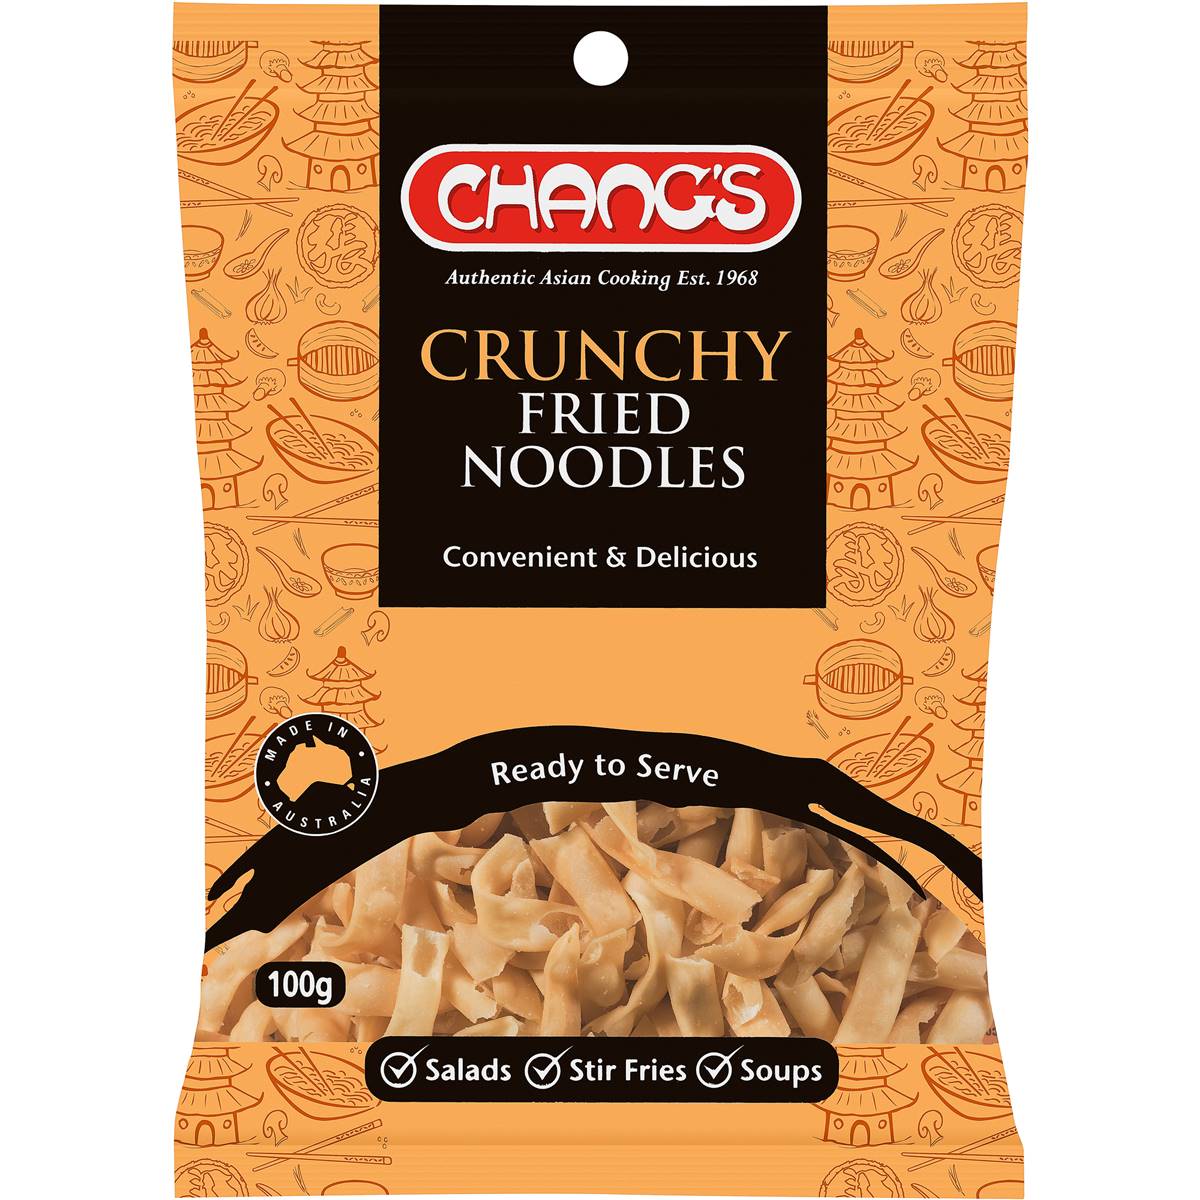 CHANG'S
Authentic Asian Cooking Est. 1968
CRUNCHY
FRIED
NOODLES
Convenient & Delicious
MADE IN
AUSTRALIA
Ready to Serve
100g
Salads Stir Fries Soups